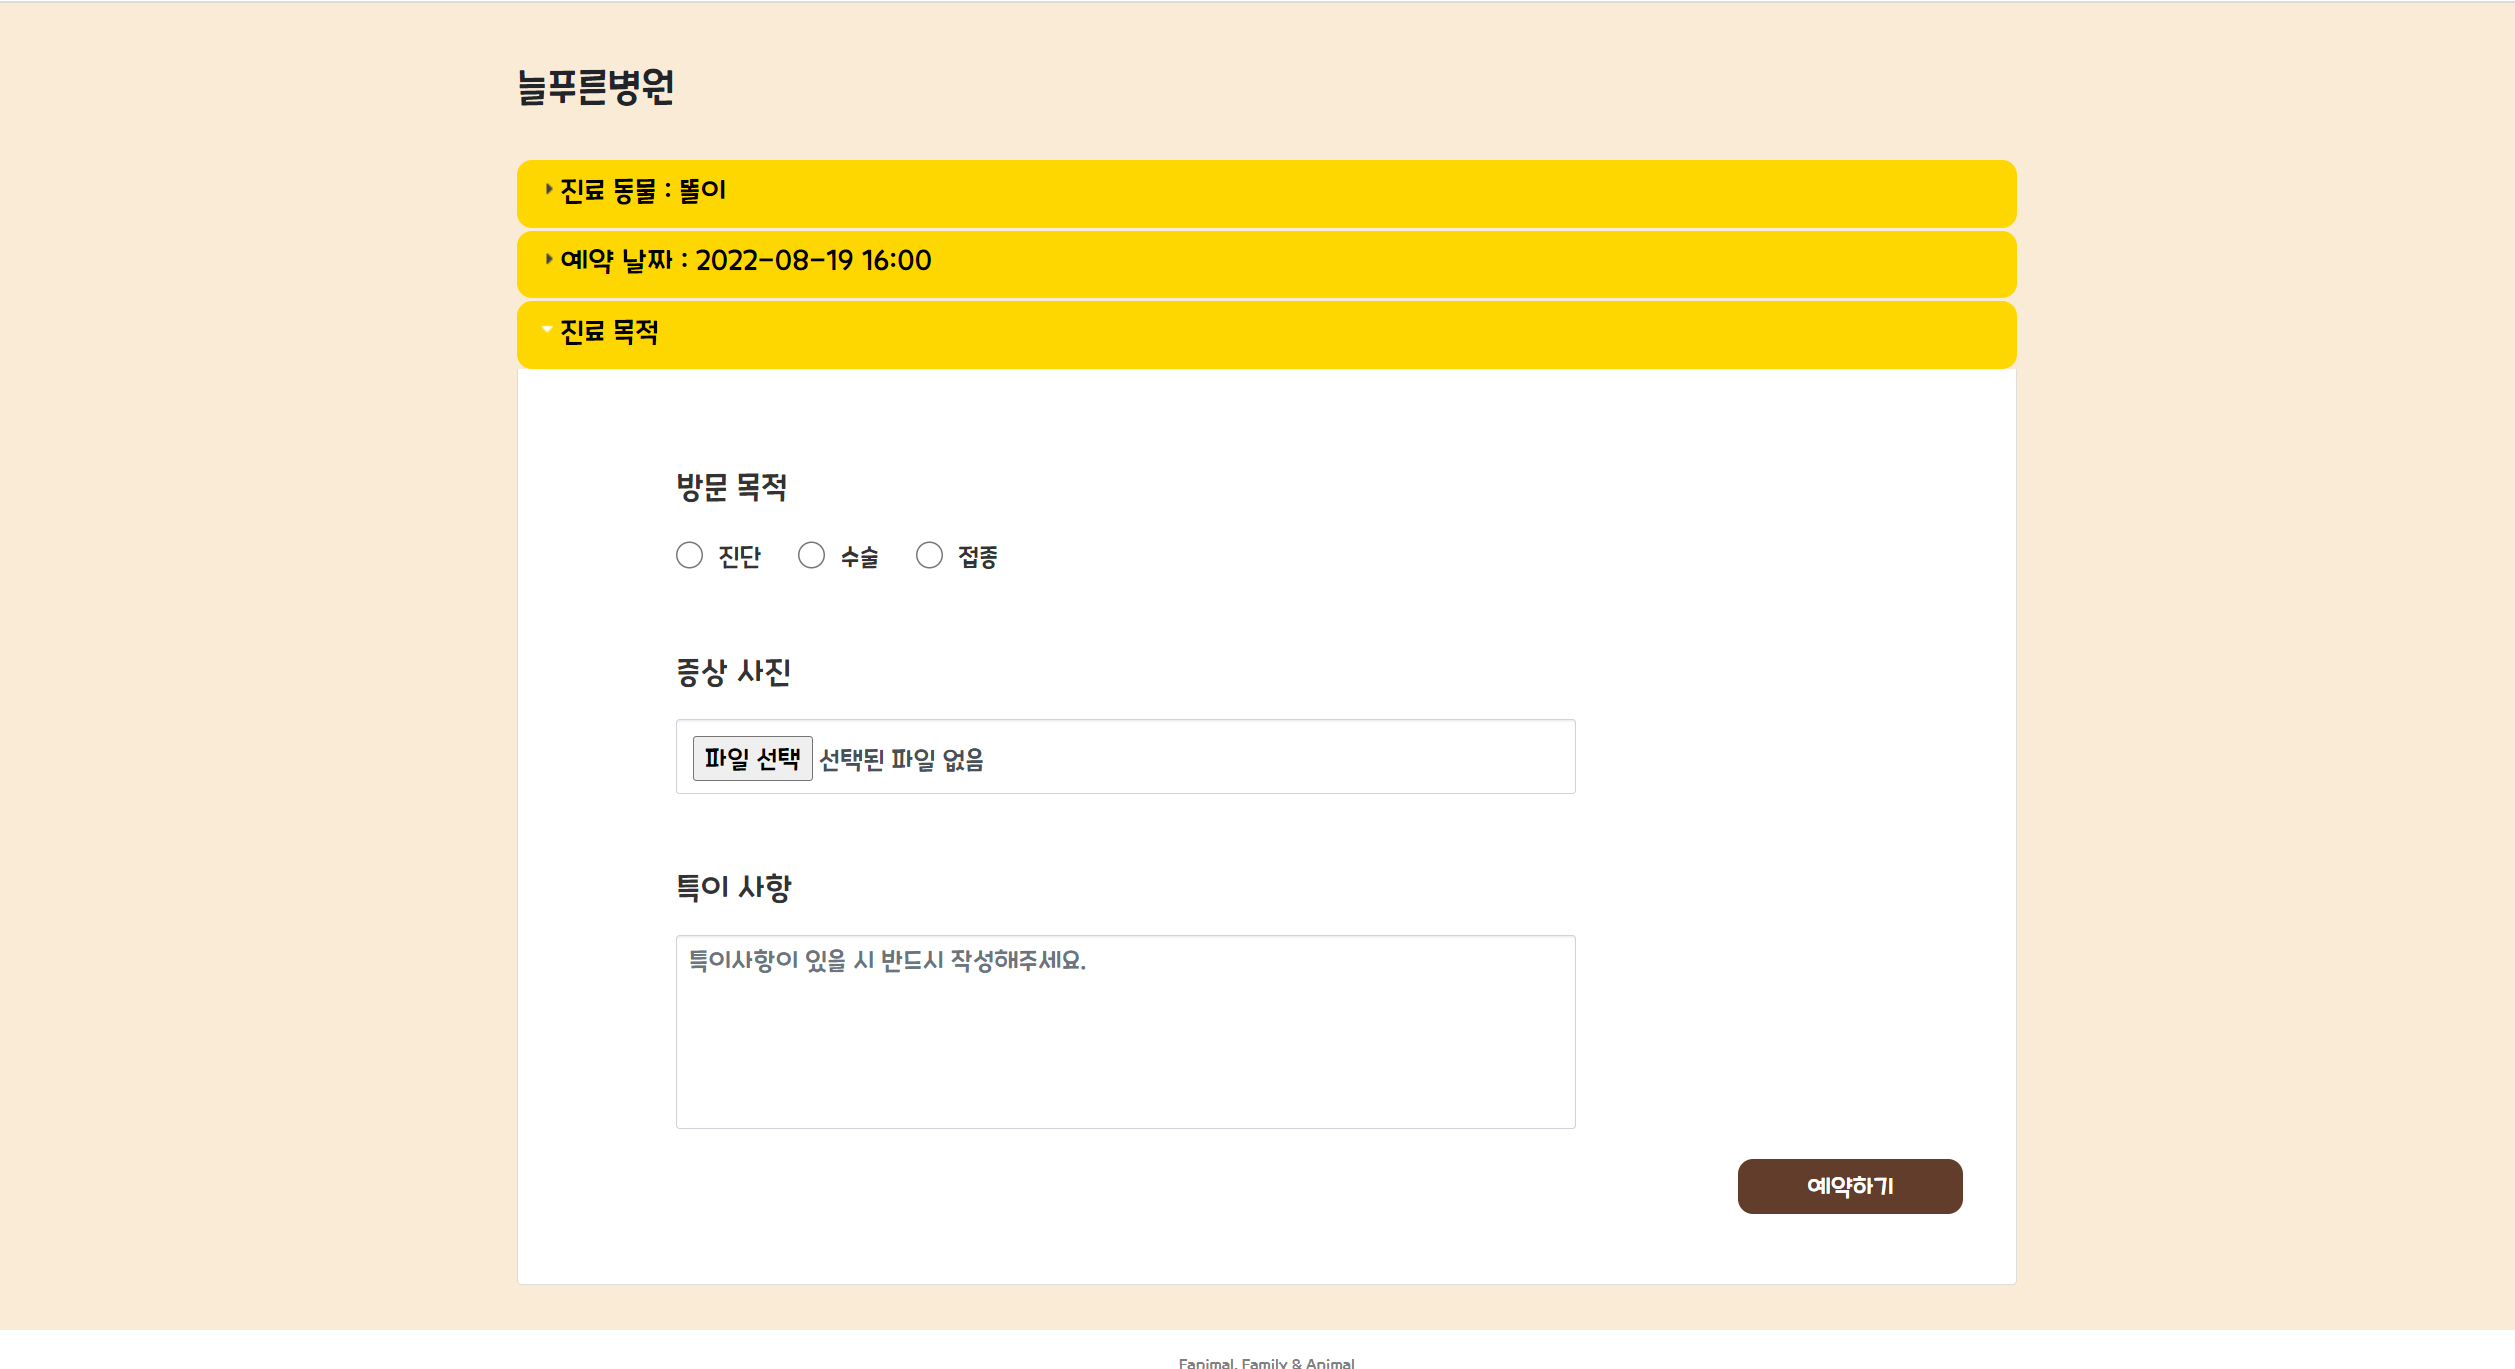 늘푸른병원
진료 동물 : 똘이
예약 날짜 : 2022-08-19 16:00
진료 목적
방문 목적
진단 수술 접종
증상 사진
파일 선택 선택된 파일 없음
특이 사항
특이사항이 있을 시 반드시 작성해주세요.
예약하기
Fanimal, Family & Animal